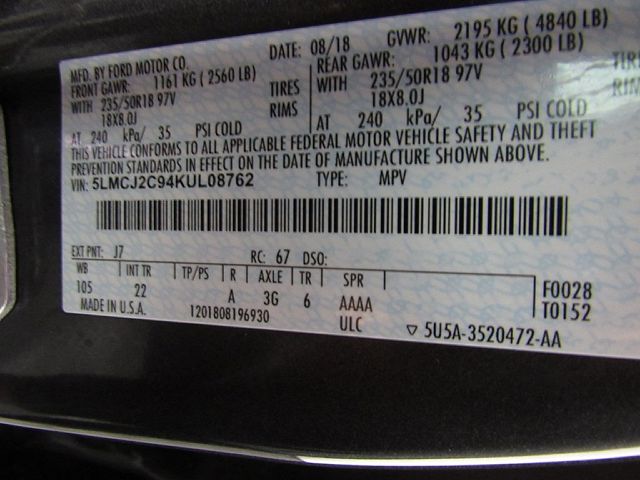 MFD. BY FORD MOTOR CO.
DATE: 08/18 GVWR: 2195 KG ( 4840 LB)
FRONT GAWR: 1161 KG ( 2560 LB)
REAR GAWR: 1043 KG ( 2300 LB)
WITH 235/50R18 97V TIRES
WITH 235/50R18 97V TIRE
18X8.0J RIMS
18X8.0J RIMS
AT 240 kPa/ 35 PSI COLD
AT 240 kPa/ 35 PSI COLD
THIS VEHICLE CONFORMS TO ALL APPLICABLE FEDERAL MOTOR VEHICLE SAFETY AND THEFT
PREVENTION STANDARDS IN EFFECT ON THE DATE OF MANUFACTURE SHOWN ABOVE.
VIN: 5LMCJ2C94KUL08762 TYPE: MPV
EXT PNT: J7 RC: 67 DSO:
WB INT TR TP/PS R AXLE TR SPR
105 22 A 3G 6 AAAA
F0028
T0152
MADE IN U.S.A. 1201808196930 ULC
5U5A-3520472-AA